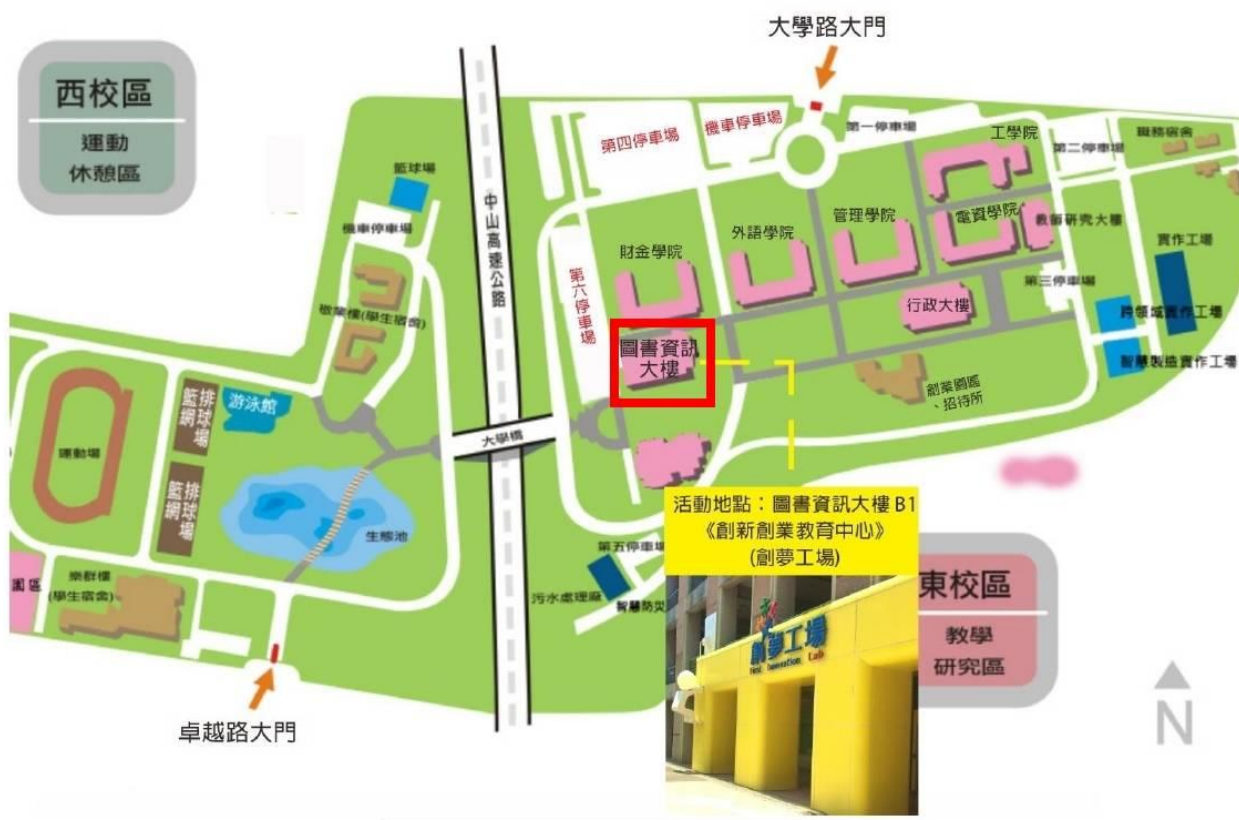 大學路大門
西校區
運動
休憩區
籃球場
機車停車場
敬業樓(學生宿舍)
中山高速公路
第四停車場
機車停車場
第一停車場
工學院
第二停車場
職務宿舍
財金學院
外語學院
管理學院
電資學院
教師研究大樓
實作工場
第六停車場
第三停車場
行政大樓
跨領域實作工場
智慧製造實作工場
圖書資訊
大樓
創業園區
、招待所
大學橋
運動場
排球場
籃網
游泳館
排球場
籃網
生態池
樂群樓
(學生宿舍)
園區
第五停車場
污水處理廠
智慧防災
活動地點：圖書資訊大樓 B1
《創新創業教育中心》
(創夢工場)
創夢工場
First Innovation Lab
東校區
教學
研究區
卓越路大門
N